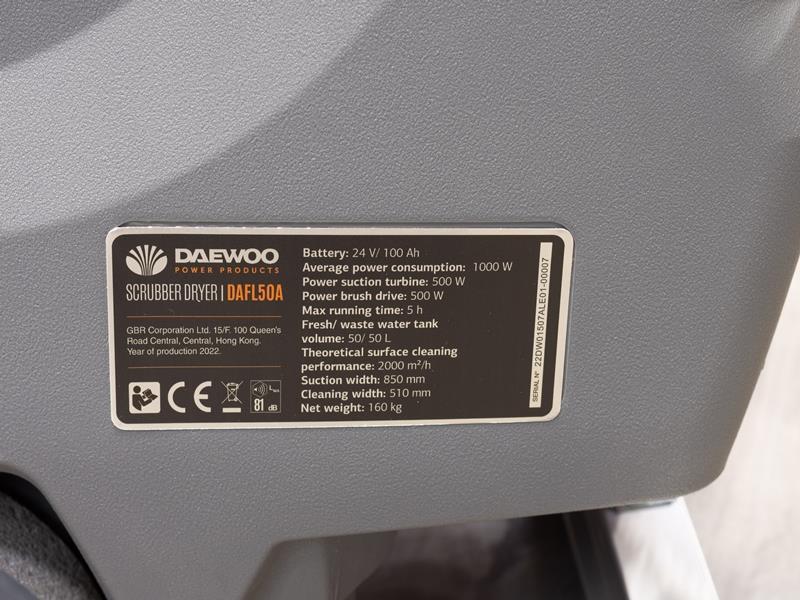 DAEWOO
POWER PRODUCTS
SCRUBBER DRYER | DAFL50A
GBR Corporation Ltd. 15/F. 100 Queen's
Road Central, Central, Hong Kong.
Year of production 2022.
CE
LWA
81 dB
Battery: 24 V/ 100 Ah
Average power consumption: 1000 W
Power suction turbine: 500 W
Power brush drive: 500 W
Max running time: 5 h
Fresh/ waste water tank
volume: 50/ 50 L
Theoretical surface cleaning
performance: 2000 m²/h
Suction width: 850 mm
Cleaning width: 510 mm
Net weight: 160 kg
SERIAL N° 22DW01507ALE01-00007